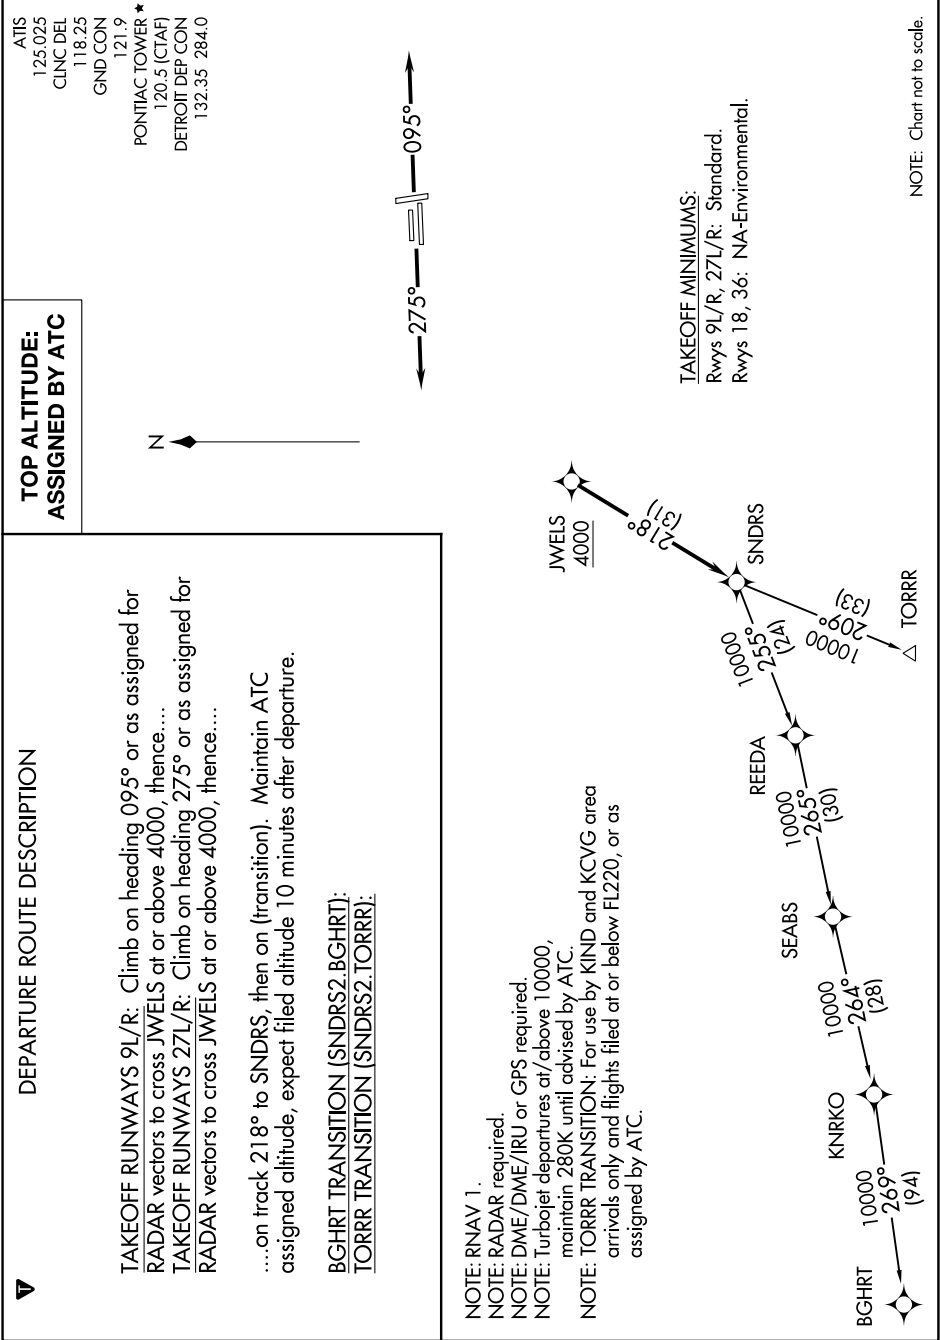 DEPARTURE ROUTE DESCRIPTION
T
TAKEOFF RUNWAYS 9L/R: Climb on heading 095° or as assigned for
RADAR vectors to cross JWELS at or above 4000, thence....
TAKEOFF RUNWAYS 27L/R: Climb on heading 275° or as assigned for
RADAR vectors to cross JWELS at or above 4000, thence....
....on track 218° to SNDRS, then on (transition). Maintain ATC
assigned altitude, expect filed altitude 10 minutes after departure.
BGHRT TRANSITION (SNDRS2.BGHRT):
TORRR TRANSITION (SNDRS2.TORRR):
TOP ALTITUDE:
ASSIGNED BY ATC
ATIS
125.025
CLNC DEL
118.25
GND CON
121.9
PONTIAC TOWER ★
120.5 (CTAF)
DETROIT DEP CON
132.35 284.0
N
275°
095°
NOTE: RNAV 1.
NOTE: RADAR required.
NOTE: DME/DME/IRU or GPS required.
NOTE: Turbojet departures at/above 10000,
maintain 280K until advised by ATC.
NOTE: TORRR TRANSITION: For use by KIND and KCVG area
arrivals only and flights filed at or below FL220, or as
assigned by ATC.
JWELS
4000
218°
(31)
SNDRS
10000
209°
(33)
TORRR
10000
255°
(24)
REEDA
10000
265°
(30)
SEABS
10000
264°
(28)
KNRKO
10000
269°
(94)
BGHRT
TAKEOFF MINIMUMS:
Rwys 9L/R, 27L/R: Standard.
Rwys 18, 36: NA-Environmental.
NOTE: Chart not to scale.